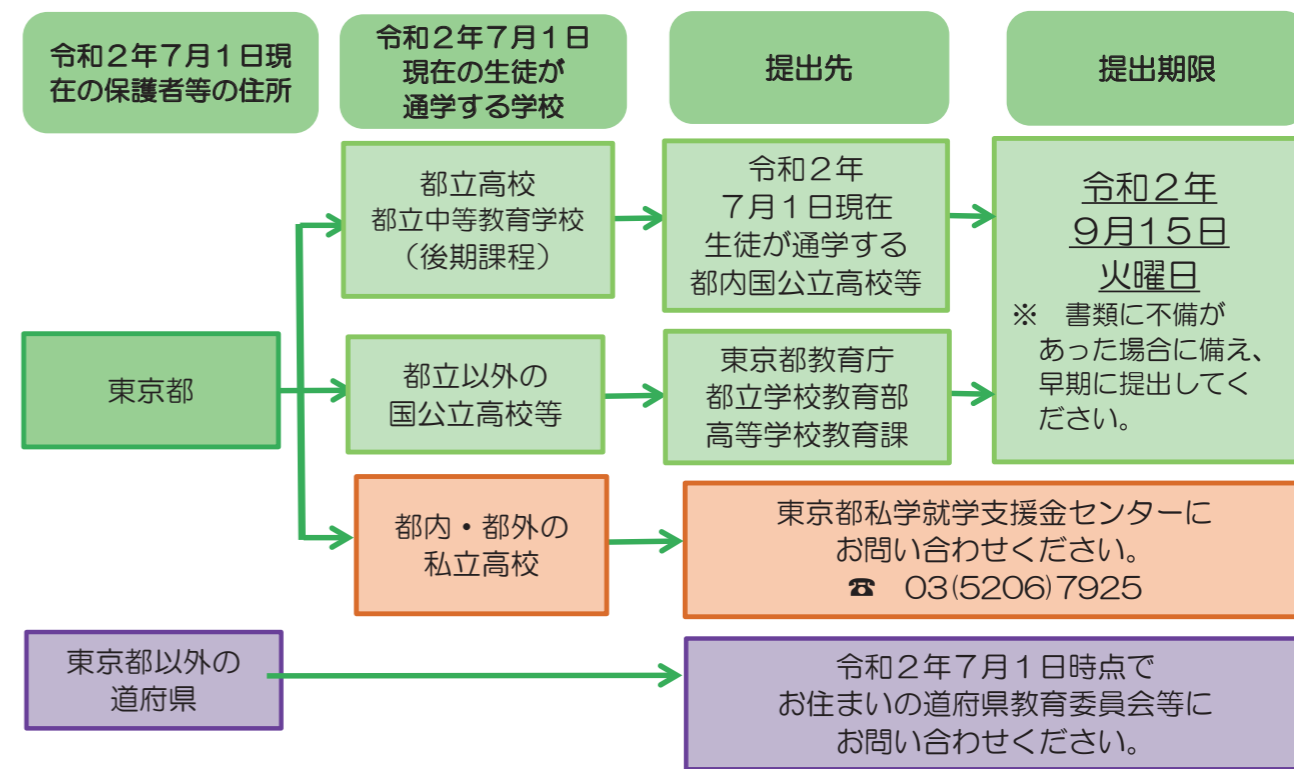 令和２年７月１日現
在の保護者等の住所
令和２年７月１日
現在の生徒が
通学する学校
提出先
提出期限
東京都
都立高校
都立中等教育学校
（後期課程）
令和２年
７月１日現在
生徒が通学する
都内国公立高校等
令和２年
９月１５日
火曜日
※　書類に不備が
あった場合に備え、
早期に提出してく
ださい。
都立以外の
国公立高校等
東京都教育庁
都立学校教育部
高等学校教育課
都内・都外の
私立高校
東京都私学就学支援金センターに
お問い合わせください。
☎　03(5206)7925
東京都以外の
道府県
令和２年７月１日時点で
お住まいの道府県教育委員会等に
お問い合わせください。